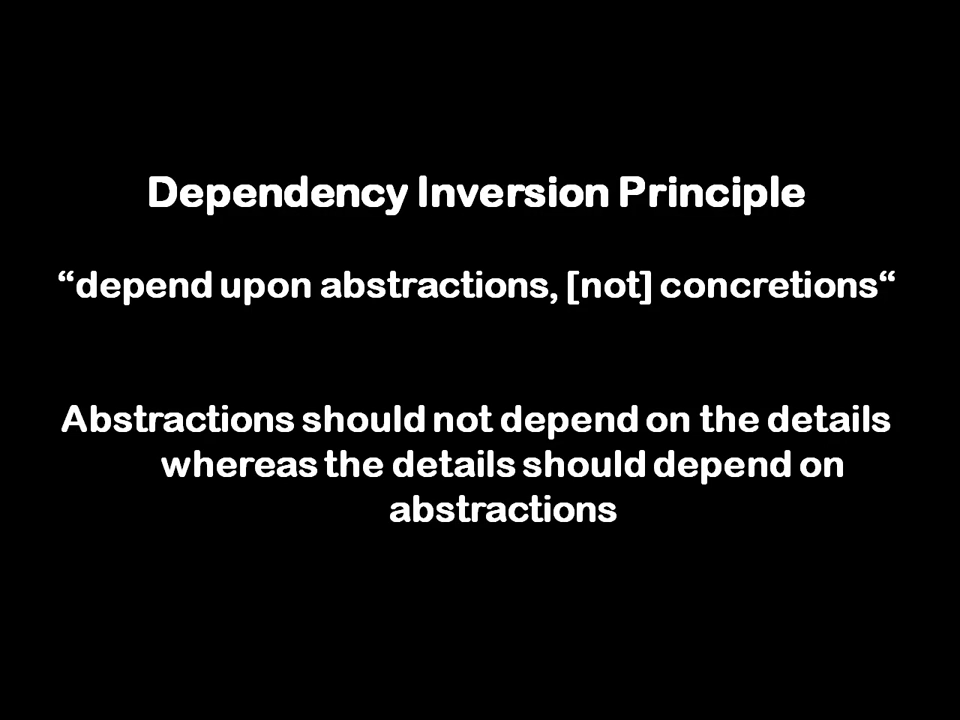 Dependency Inversion Principle
“depend upon abstractions, [not] concretions“
Abstractions should not depend on the details
whereas the details should depend on
abstractions